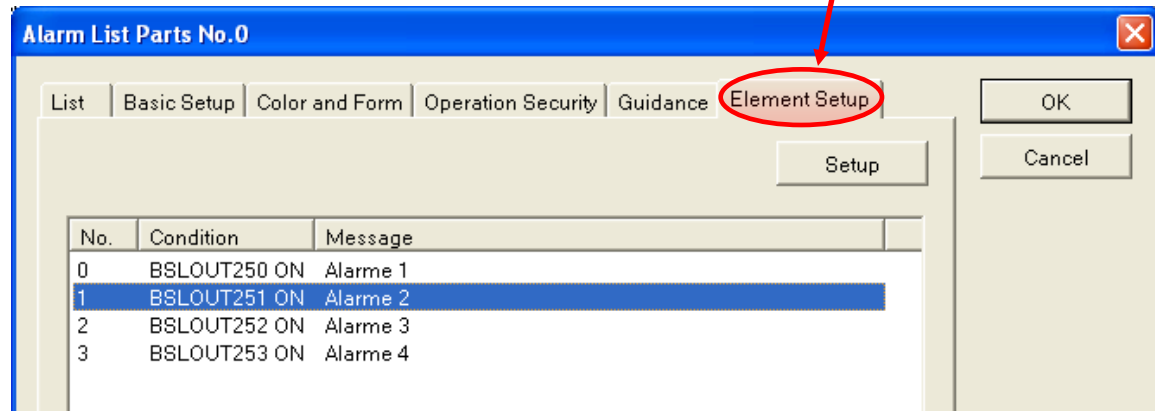 Alarm List Parts No.0
List Basic Setup Color and Form Operation Security Guidance Element Setup
OK
Setup
Cancel
No. Condition Message
0 BSLOUT250 ON Alarme 1
1 BSLOUT251 ON Alarme 2
2 BSLOUT252 ON Alarme 3
3 BSLOUT253 ON Alarme 4